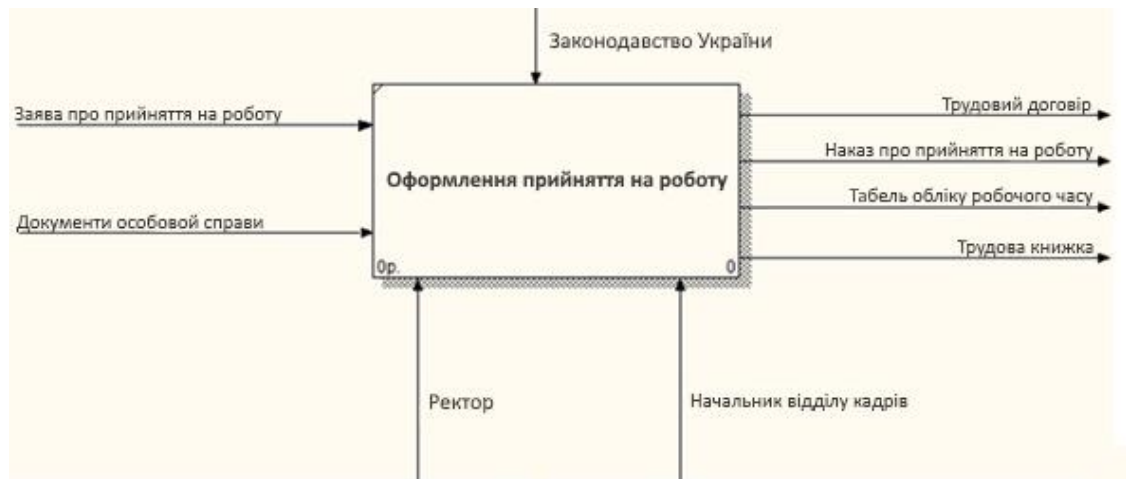 Законодавство України
Заява про прийняття на роботу
Трудовий договір
Наказ про прийняття на роботу
Оформлення прийняття на роботу
Табель обліку робочого часу
Документи особової справи
Трудова книжка
0р.
0
Ректор
Начальник відділу кадрів